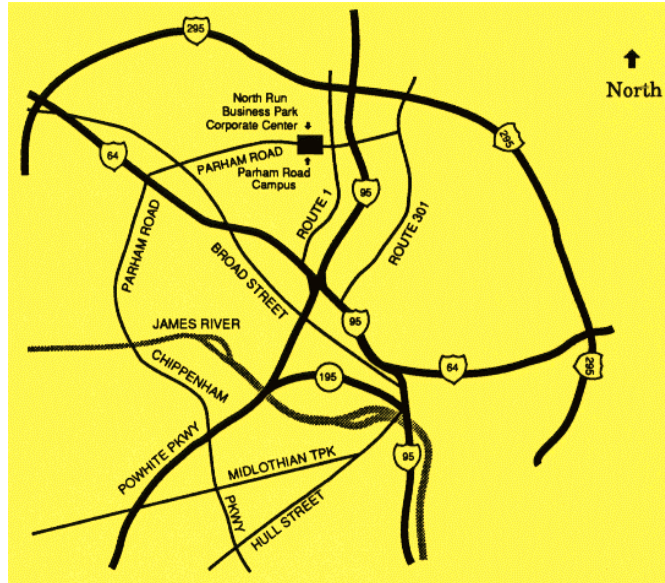 295
North
North Run
Business Park
Corporate Center
PARHAM ROAD
Parham Road
Campus
64
295
95
ROUTE 1
ROUTE 301
PARHAM ROAD
BROAD STREET
JAMES RIVER
95
CHIPPENHAM
195
64
295
POWHITE PKWY
MIDLOTHIAN TPK
95
PKWY
HULL STREET